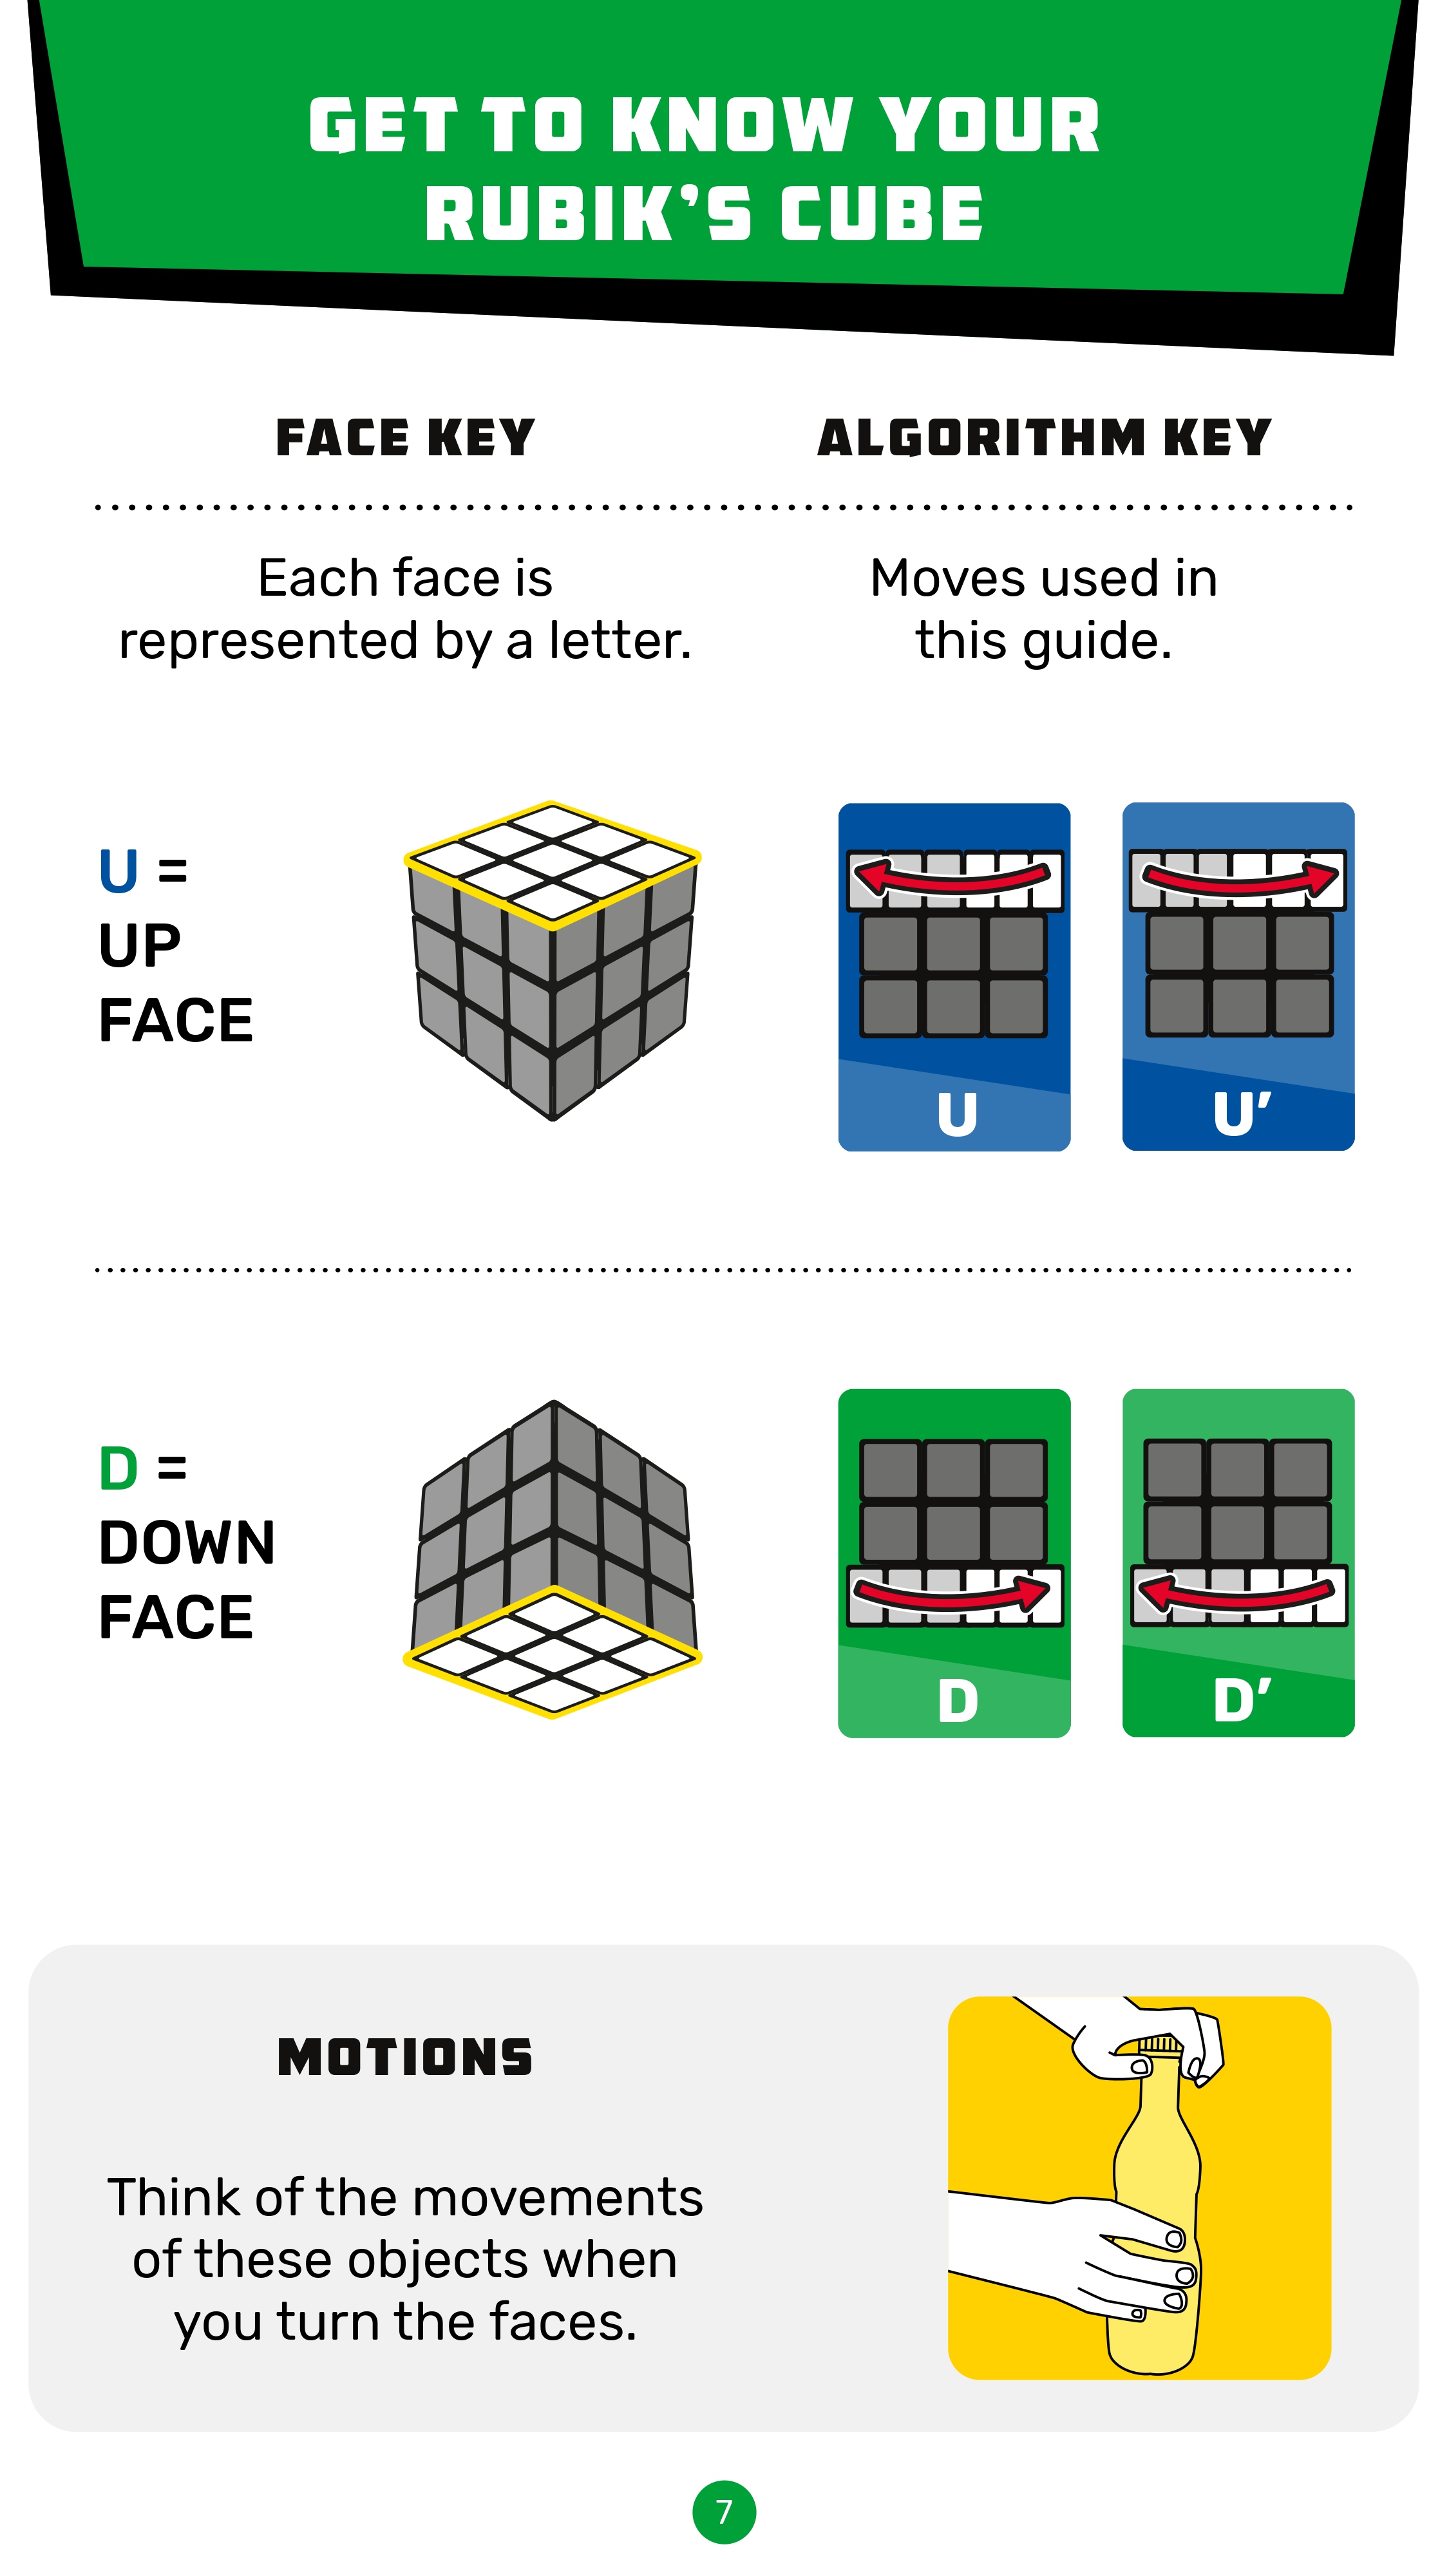 GET TO KNOW YOUR
RUBIK’S CUBE
FACE KEY
ALGORITHM KEY
Each face is
represented by a letter.
Moves used in
this guide.
U =
UP
FACE
U
U’
D =
DOWN
FACE
D
D’
MOTIONS
Think of the movements
of these objects when
you turn the faces.
7